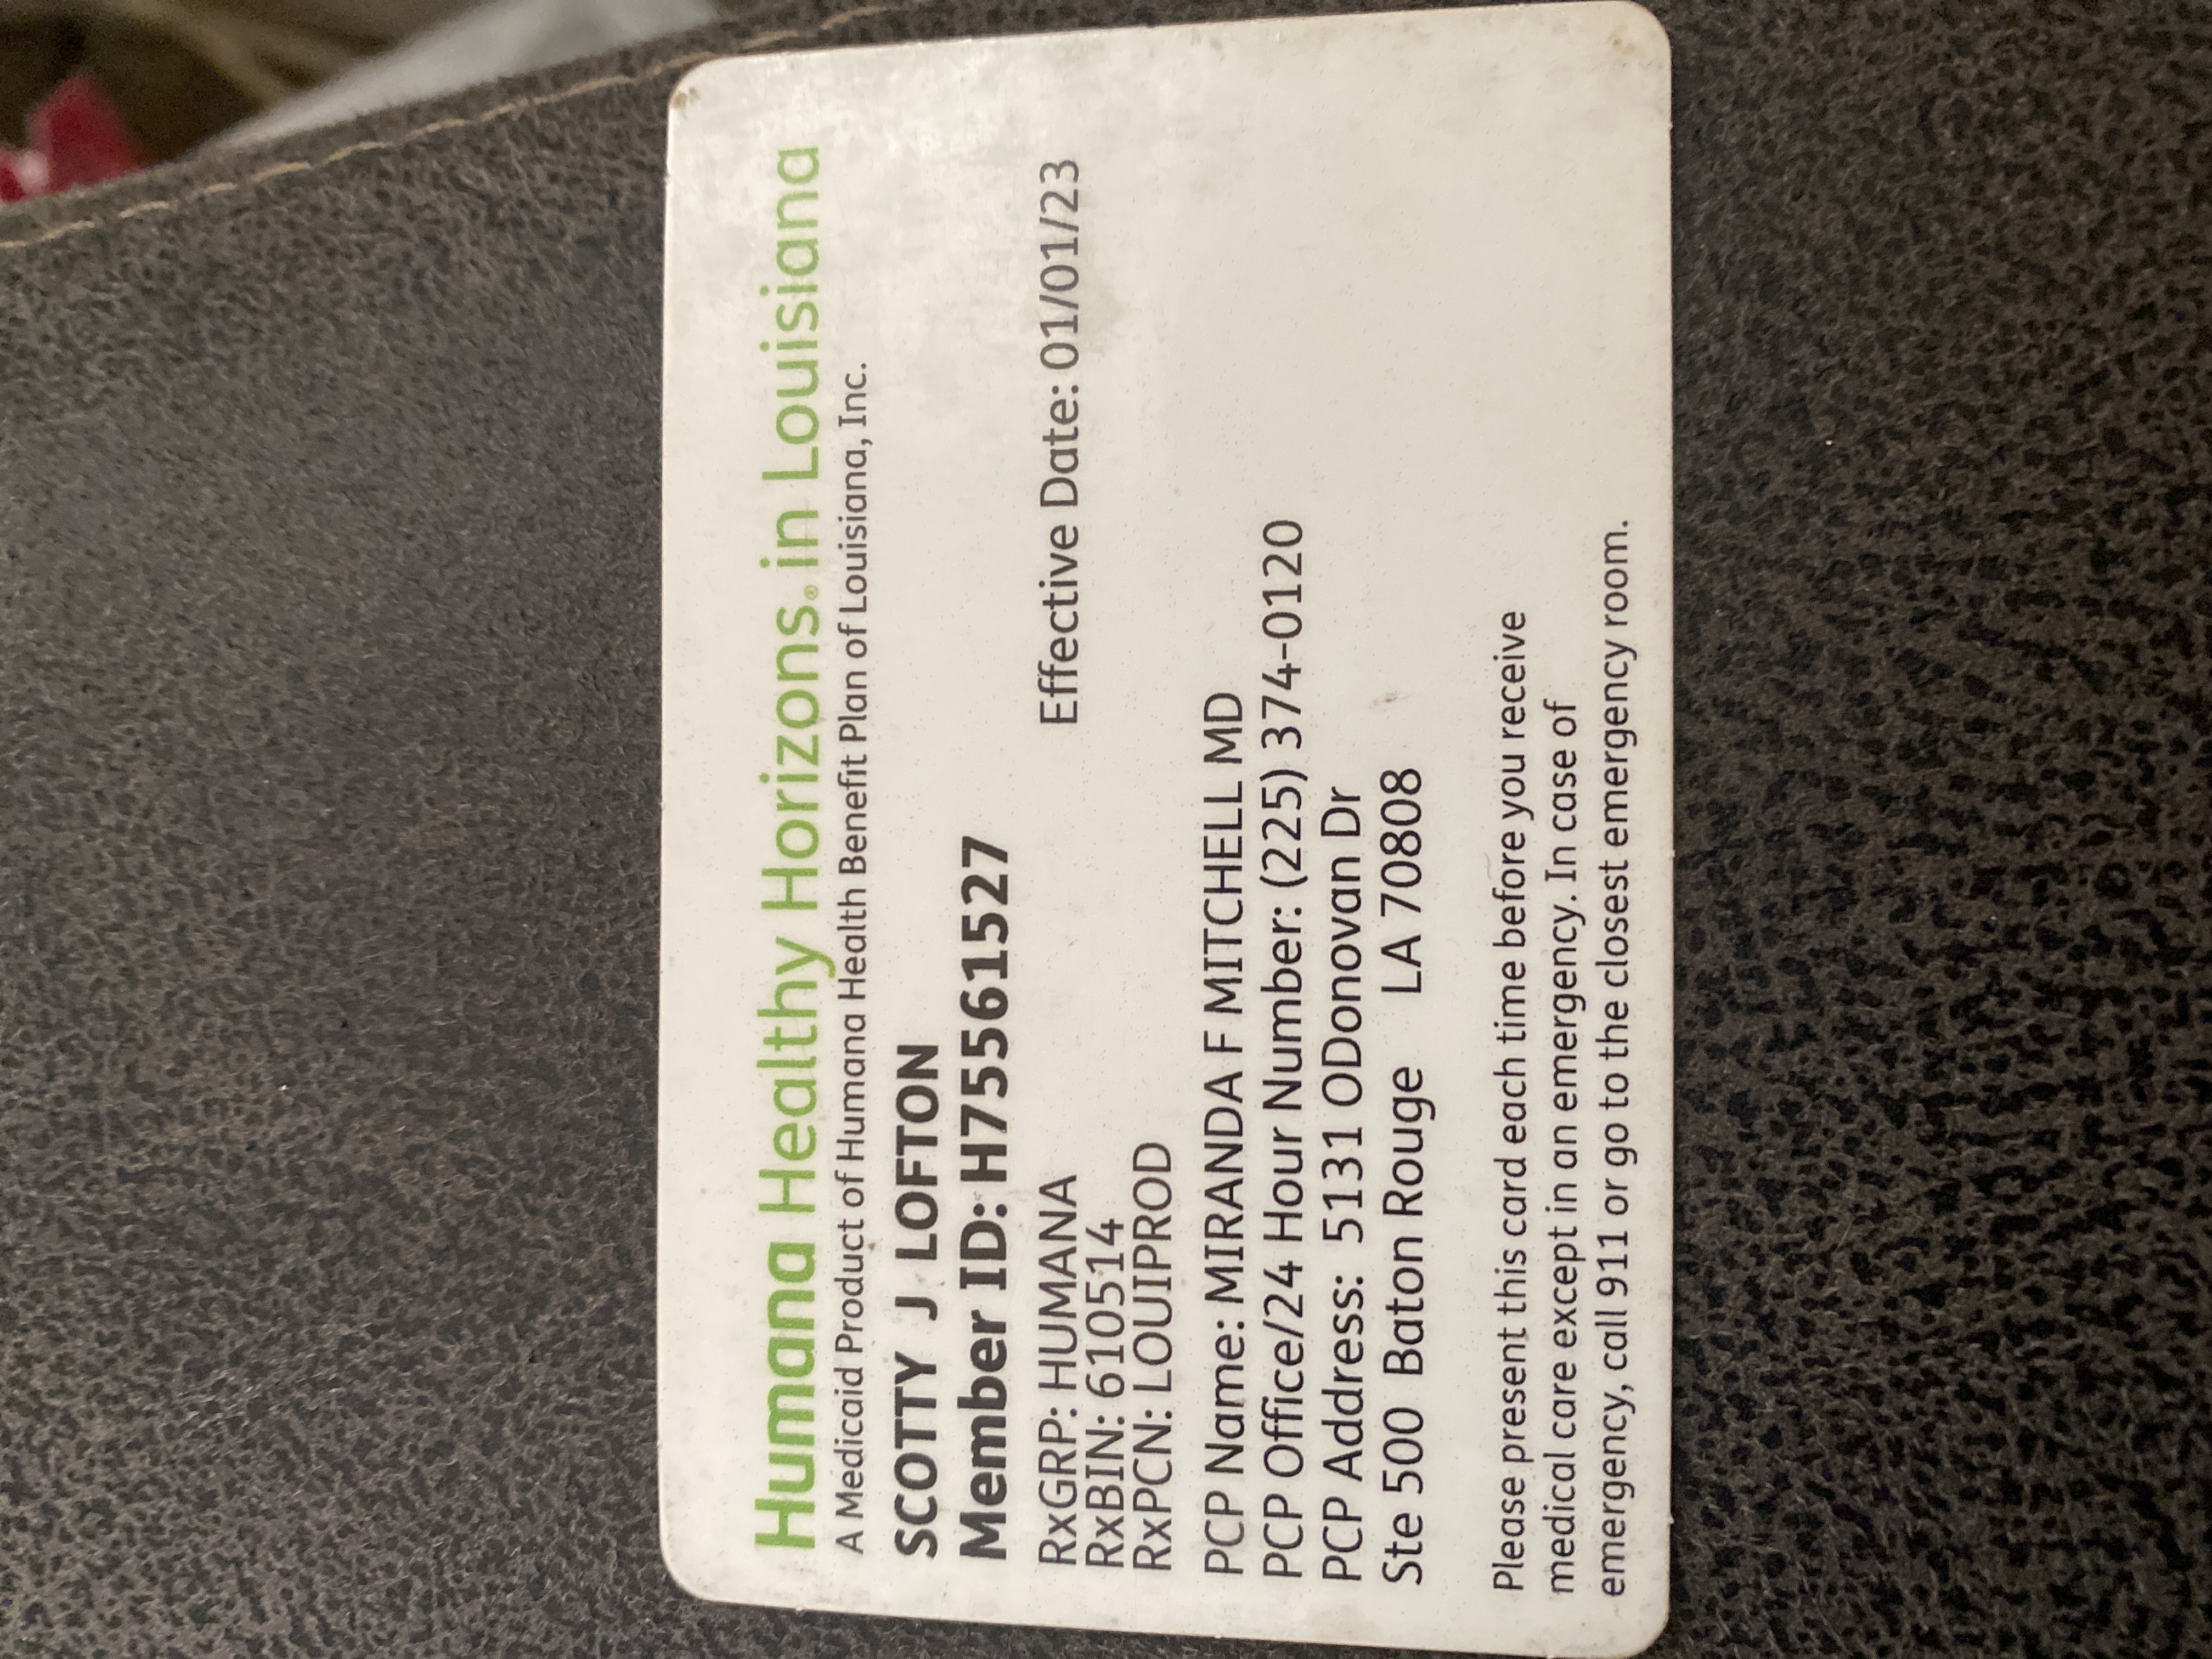 Humana Healthy Horizons® in Louisiana
A Medicaid Product of Humana Health Benefit Plan of Louisiana, Inc.
SCOTTY J LOFTON
Member ID: H75561527
RxGRP: HUMANA Effective Date: 01/01/23
RxBIN: 610514
RxPCN: LOUIPROD
PCP Name: MIRANDA F MITCHELL MD
PCP Office/24 Hour Number: (225) 374-0120
PCP Address: 5131 ODonovan Dr
Ste 500 Baton Rouge LA 70808
Please present this card each time before you receive
medical care except in an emergency. In case of
emergency, call 911 or go to the closest emergency room.